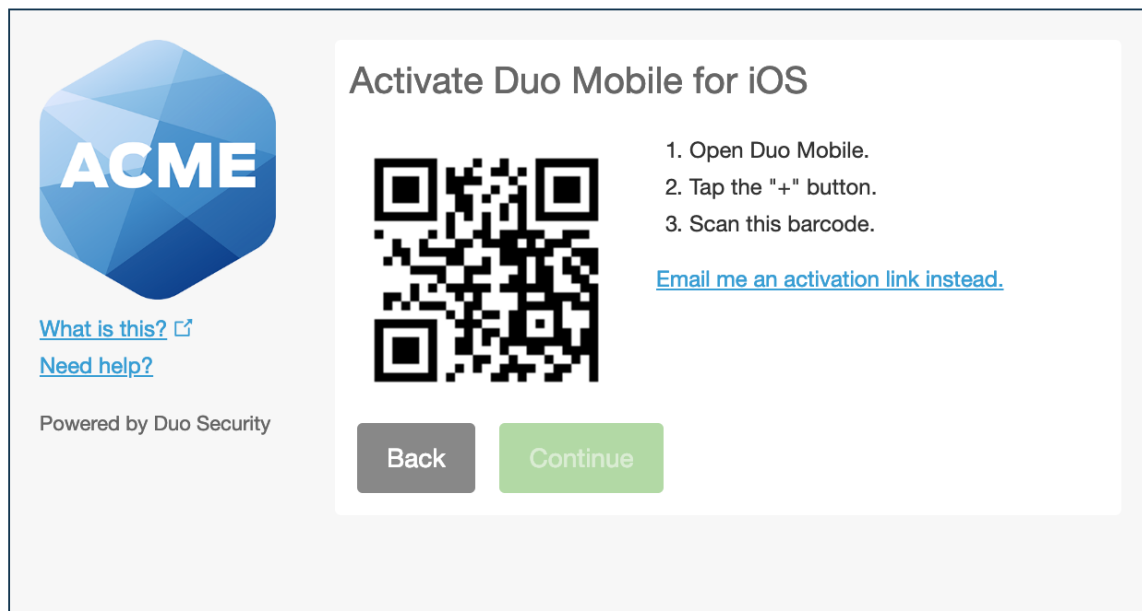 ACME
What is this?
Need help?
Powered by Duo Security
Activate Duo Mobile for iOS
1. Open Duo Mobile.
2. Tap the "+" button.
3. Scan this barcode.
Email me an activation link instead.
Back
Continue